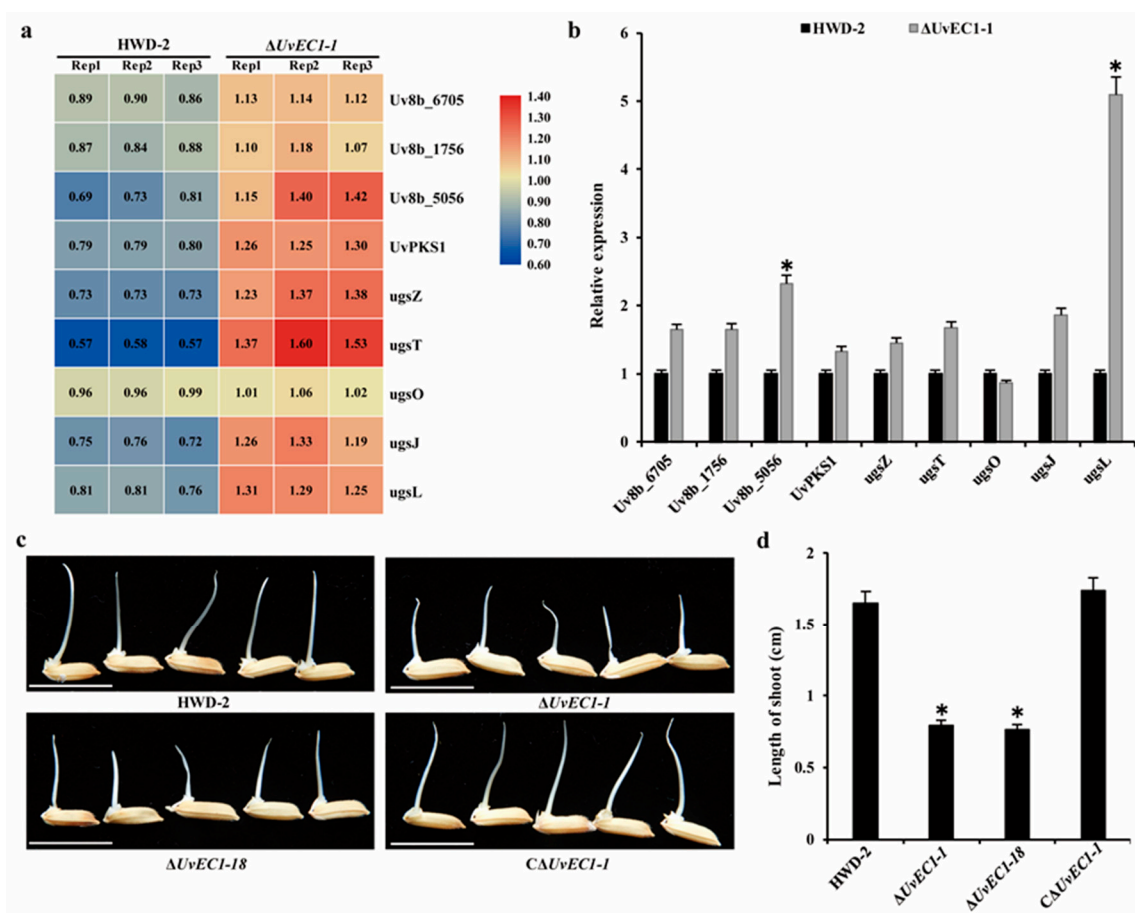 a
HWD-2 ΔUvEC1-1
Rep1 Rep2 Rep3 Rep1 Rep2 Rep3
0.89 0.90 0.86 1.13 1.14 1.12 Uv8b_6705
0.87 0.84 0.88 1.10 1.18 1.07 Uv8b_1756
0.69 0.73 0.81 1.15 1.40 1.42 Uv8b_5056
0.79 0.79 0.80 1.26 1.25 1.30 UvPKS1
0.73 0.73 0.73 1.23 1.37 1.38 ugsZ
0.57 0.58 0.57 1.37 1.60 1.53 ugsT
0.96 0.96 0.99 1.01 1.06 1.02 ugsO
0.75 0.76 0.72 1.26 1.33 1.19 ugsJ
0.81 0.81 0.76 1.31 1.29 1.25 ugsL
1.40
1.30
1.20
1.10
1.00
0.90
0.80
0.70
0.60
b
HWD-2 ΔUvEC1-1
Relative expression
6
5
4
3
2
1
0
* *
Uv8b_6705 Uv8b_1756 Uv8b_5056 UvPKS1 ugsZ ugsT ugsO ugsJ ugsL
c
HWD-2 ΔUvEC1-1
ΔUvEC1-18 CΔUvEC1-1
d
Length of shoot (cm)
2
1.5
1
0.5
0
* *
HWD-2 ΔUvEC1-1 ΔUvEC1-18 CΔUvEC1-1